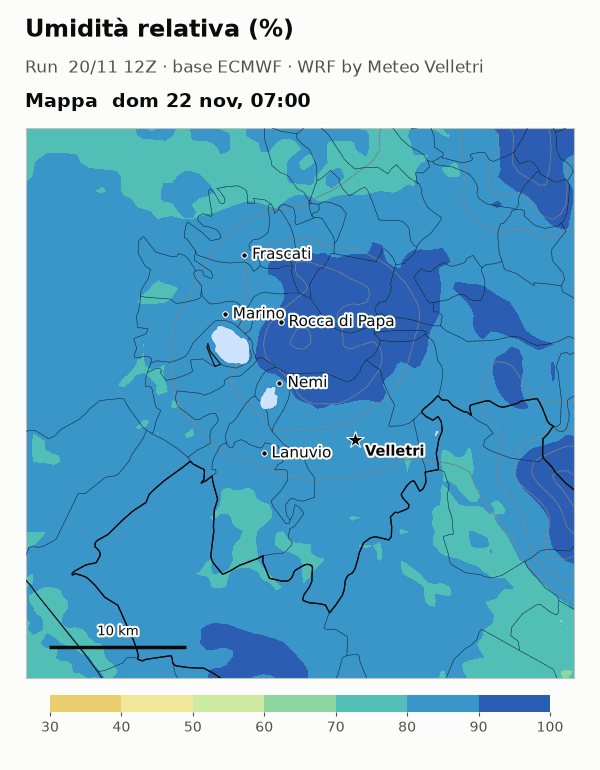 Umidità relativa (%)
Run  20/11 12Z · base ECMWF · WRF by Meteo Velletri
Mappa  dom 22 nov, 07:00
Frascati
Marino
Rocca di Papa
Nemi
Velletri
Lanuvio
10 km
30 40 50 60 70 80 90 100